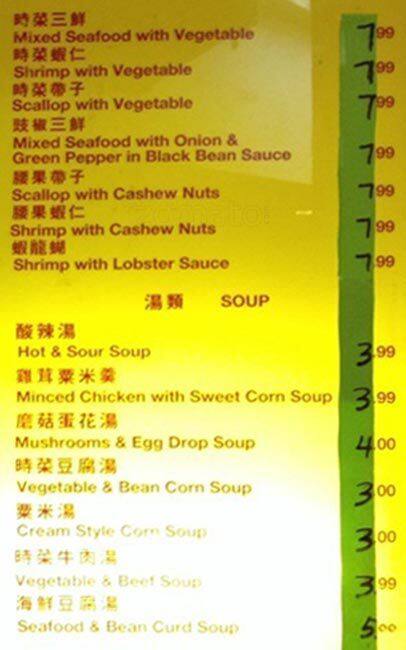 時菜三鮮
Mixed Seafood with Vegetable 7.99
時菜蝦仁
Shrimp with Vegetable 7.99
時菜帶子
Scallop with Vegetable 7.99
豉椒三鮮
Mixed Seafood with Onion &
Green Pepper in Black Bean Sauce 7.99
腰果帶子
Scallop with Cashew Nuts 7.99
腰果蝦仁
Shrimp with Cashew Nuts 7.99
蝦龍鰗
Shrimp with Lobster Sauce 7.99
湯類 SOUP
酸辣湯
Hot & Sour Soup 3.99
雞茸粟米羹
Minced Chicken with Sweet Corn Soup 3.99
磨菇蛋花湯
Mushrooms & Egg Drop Soup 4.00
時菜豆腐湯
Vegetable & Bean Corn Soup 3.00
粟米湯
Cream Style Corn Soup 3.00
時菜牛肉湯
Vegetable & Beef Soup 3.99
海鮮豆腐湯
Seafood & Bean Curd Soup 5.00